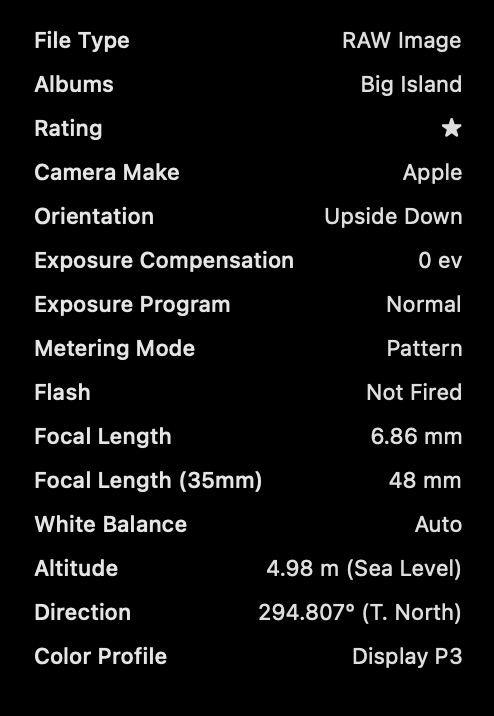 File Type RAW Image
Albums Big Island
Rating ★
Camera Make Apple
Orientation Upside Down
Exposure Compensation 0 ev
Exposure Program Normal
Metering Mode Pattern
Flash Not Fired
Focal Length 6.86 mm
Focal Length (35mm) 48 mm
White Balance Auto
Altitude 4.98 m (Sea Level)
Direction 294.807° (T. North)
Color Profile Display P3